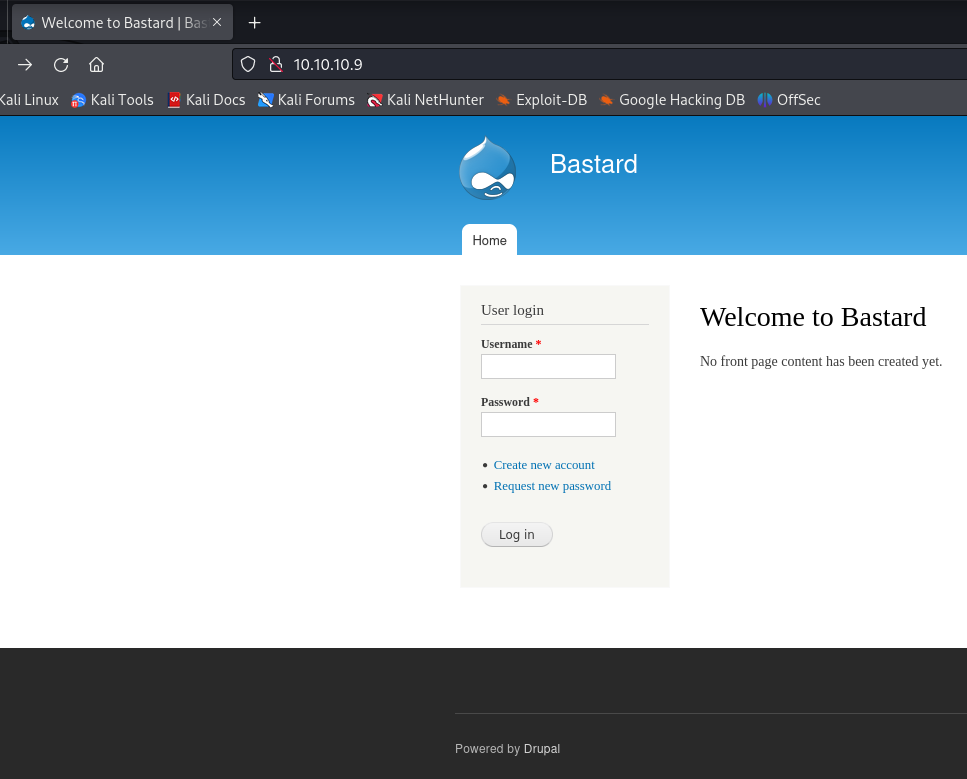 Welcome to Bastard | Bas
10.10.10.9
Kali Linux Kali Tools Kali Docs Kali Forums Kali NetHunter Exploit-DB Google Hacking DB OffSec
Bastard
Home
User login
Username *
Password *
Create new account
Request new password
Log in
Welcome to Bastard
No front page content has been created yet.
Powered by Drupal